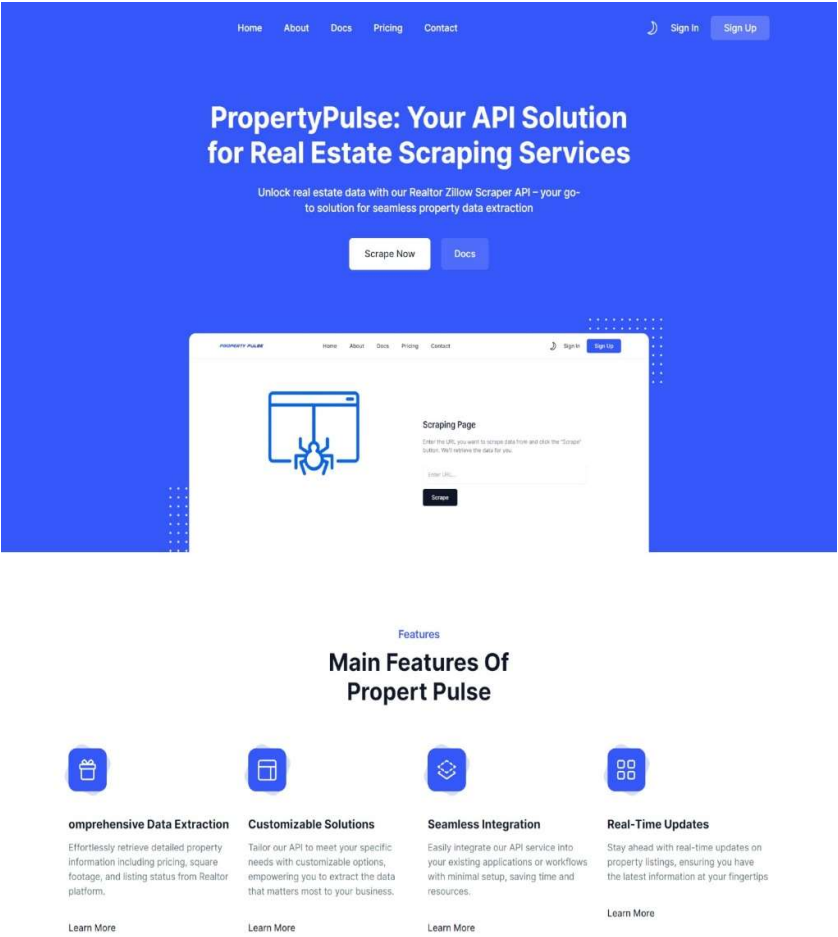 Home About Docs Pricing Contact Sign In Sign Up
PropertyPulse: Your API Solution
for Real Estate Scraping Services
Unlock real estate data with our Realtor Zillow Scraper API – your go-
to solution for seamless property data extraction
Scrape Now Docs
PROPERTY PULSE Home About Docs Pricing Contact Sign In Sign Up
Scraping Page
Enter the URL you want to scrape data from and click the "Scrape"
button. We'll retrieve the data for you.
Enter URL...
Scrape
Features
Main Features Of
Propert Pulse
omprehensive Data Extraction
Effortlessly retrieve detailed property
information including pricing, square
footage, and listing status from Realtor
platform.
Learn More
Customizable Solutions
Tailor our API to meet your specific
needs with customizable options,
empowering you to extract the data
that matters most to your business.
Learn More
Seamless Integration
Easily integrate our API service into
your existing applications or workflows
with minimal setup, saving time and
resources.
Learn More
Real-Time Updates
Stay ahead with real-time updates on
property listings, ensuring you have
the latest information at your fingertips
Learn More